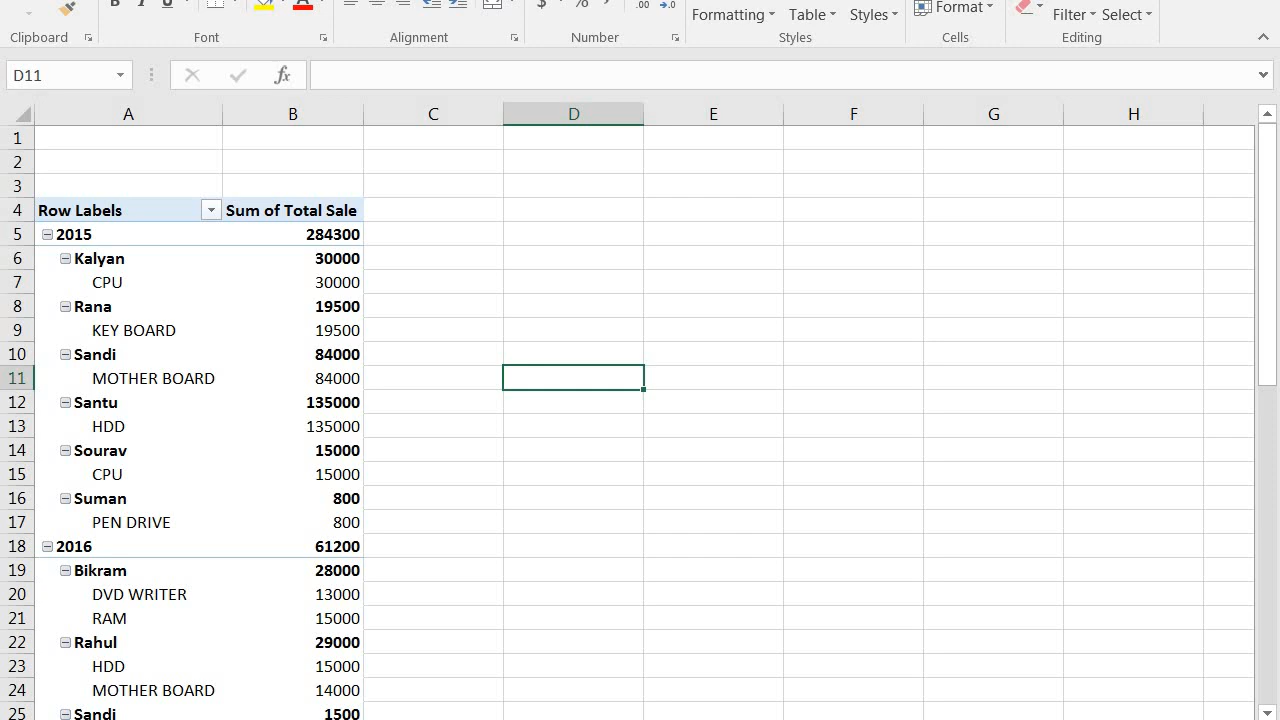 B I U A $ % .00 →.0
Formatting Table Styles Format Filter Select
Clipboard Font Alignment Number Styles Cells Editing
D11 fx
A B C D E F G H
1
2
3
4 Row Labels Sum of Total Sale
5 2015 284300
6 Kalyan 30000
7 CPU 30000
8 Rana 19500
9 KEY BOARD 19500
10 Sandi 84000
11 MOTHER BOARD 84000
12 Santu 135000
13 HDD 135000
14 Sourav 15000
15 CPU 15000
16 Suman 800
17 PEN DRIVE 800
18 2016 61200
19 Bikram 28000
20 DVD WRITER 13000
21 RAM 15000
22 Rahul 29000
23 HDD 15000
24 MOTHER BOARD 14000
25 Sandi 1500